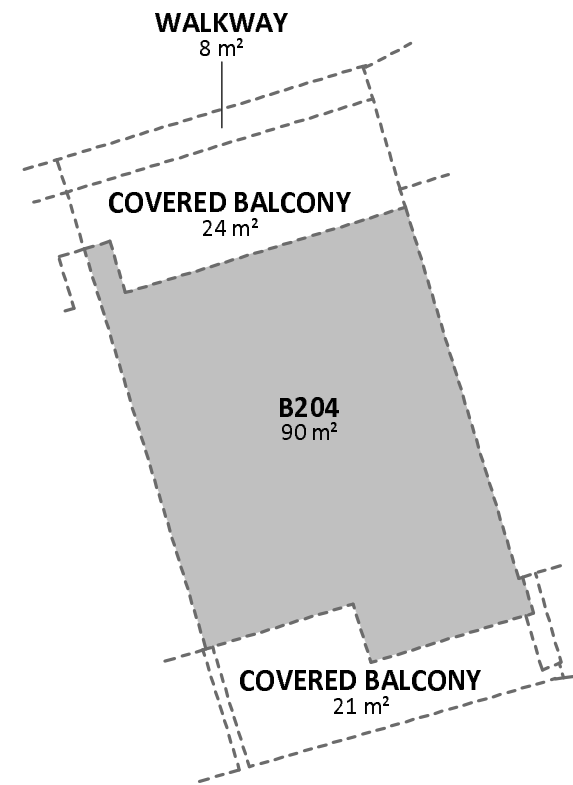 WALKWAY
8 m²
COVERED BALCONY
24 m²
B204
90 m²
COVERED BALCONY
21 m²